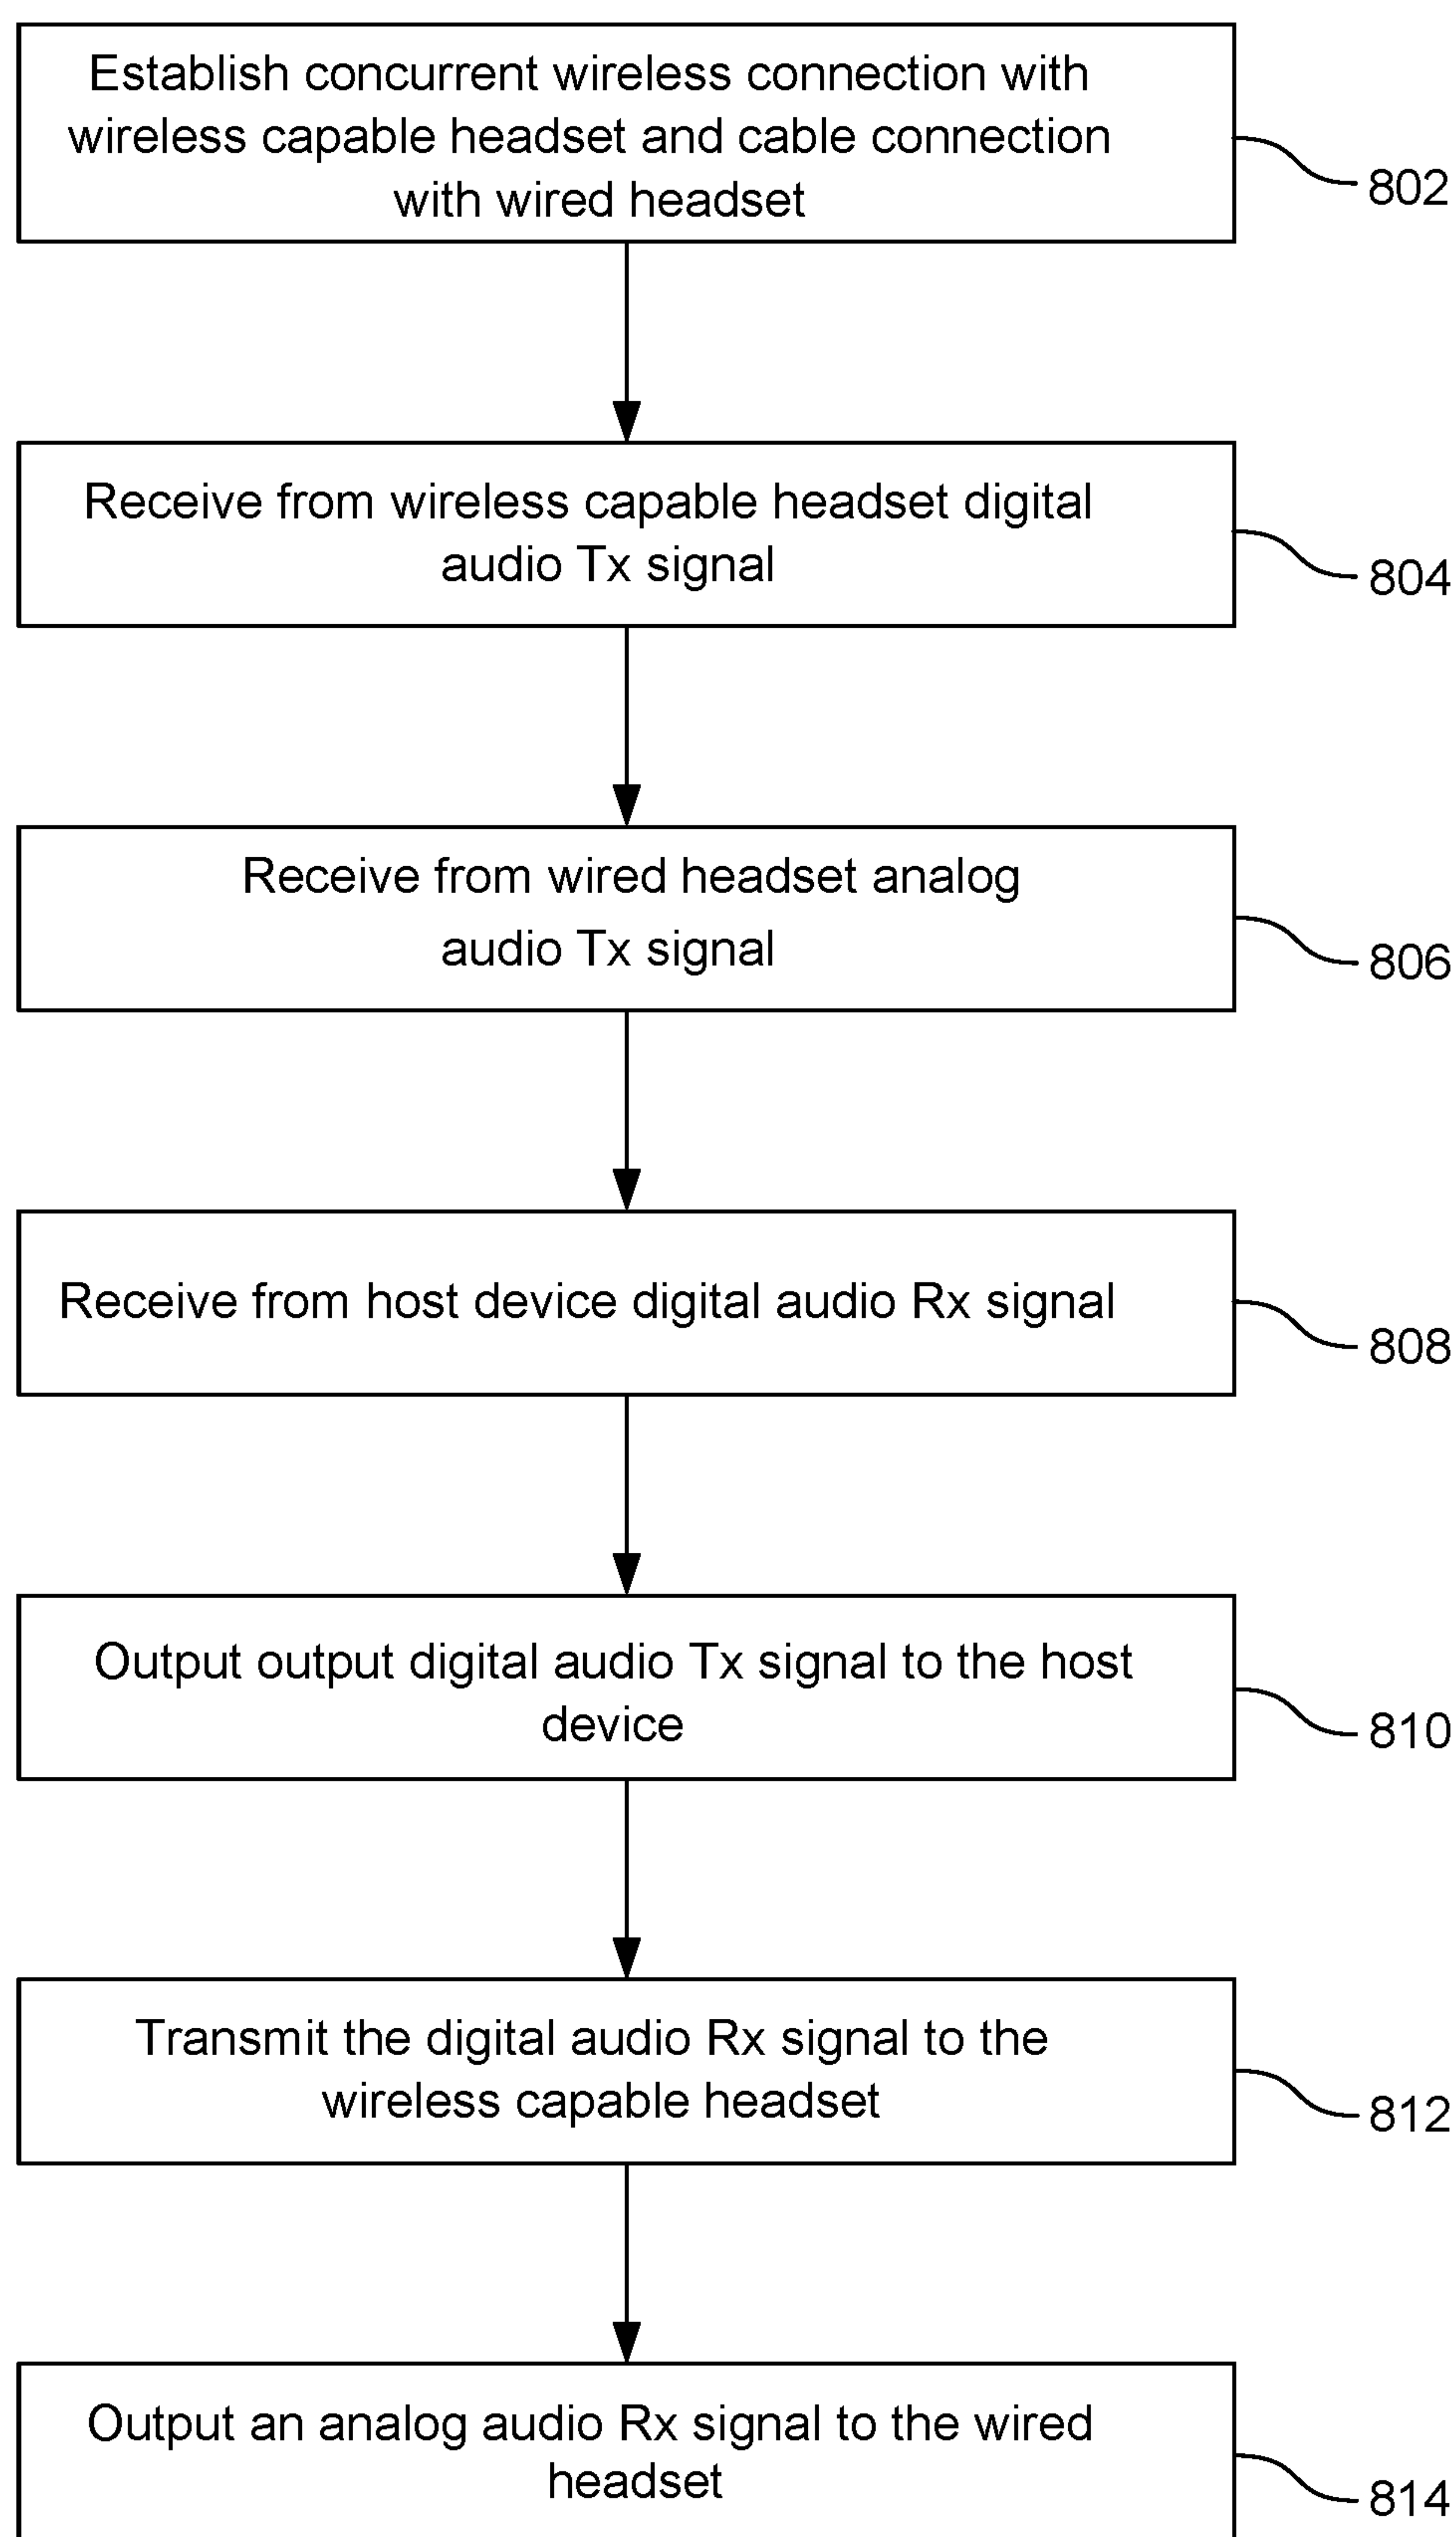 Establish concurrent wireless connection with
wireless capable headset and cable connection
with wired headset
802
Receive from wireless capable headset digital
audio Tx signal
804
Receive from wired headset analog
audio Tx signal
806
Receive from host device digital audio Rx signal
808
Output output digital audio Tx signal to the host
device
810
Transmit the digital audio Rx signal to the
wireless capable headset
812
Output an analog audio Rx signal to the wired
headset
814